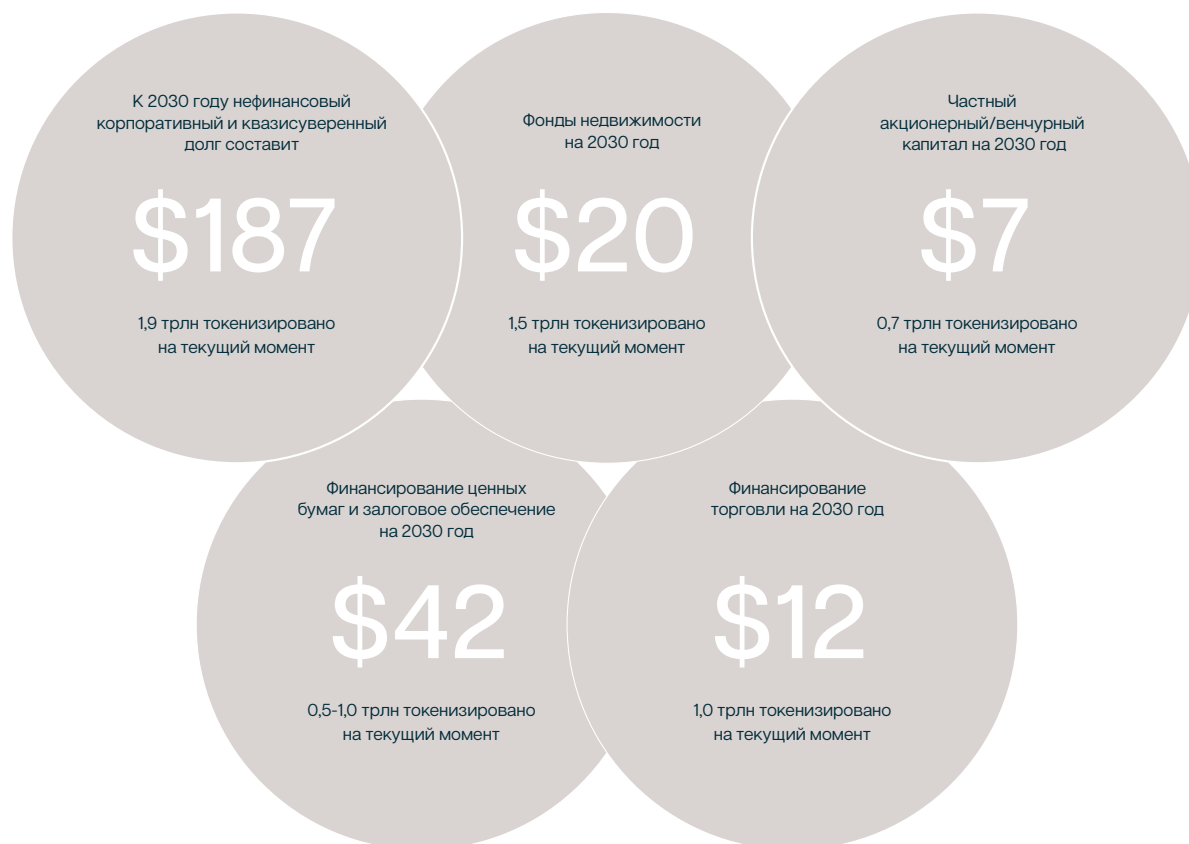 К 2030 году нефинансовый
корпоративный и квазисуверенный
долг составит
$187
1,9 трлн токенизировано
на текущий момент
Фонды недвижимости
на 2030 год
$20
1,5 трлн токенизировано
на текущий момент
Частный
акционерный/венчурный
капитал на 2030 год
$7
0,7 трлн токенизировано
на текущий момент
Финансирование ценных
бумаг и залоговое обеспечение
на 2030 год
$42
0,5-1,0 трлн токенизировано
на текущий момент
Финансирование
торговли на 2030 год
$12
1,0 трлн токенизировано
на текущий момент